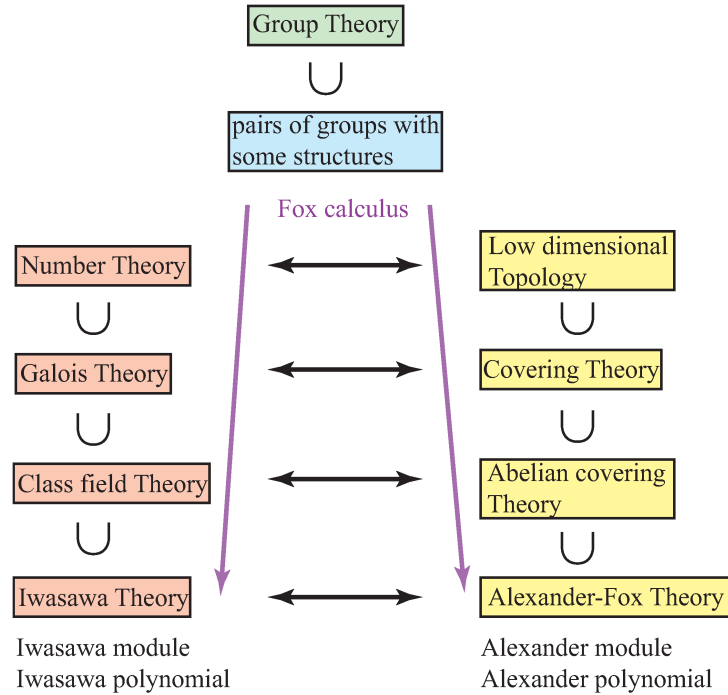 Group Theory
∪
pairs of groups with
some structures
Fox calculus
Number Theory
Low dimensional
Topology
∪
∪
Galois Theory
Covering Theory
∪
∪
Class field Theory
Abelian covering
Theory
∪
∪
Iwasawa Theory
Alexander-Fox Theory
Iwasawa module
Iwasawa polynomial
Alexander module
Alexander polynomial